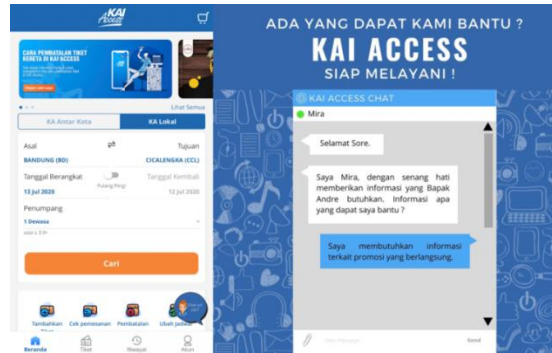 KAI
Access
CARA PEMBATALAN TIKET
KERETA DI KAI ACCESS
Lihat Semua
KA Antar Kota
KA Lokal
Asal
Tujuan
BANDUNG (BD)
CICALENGKA (CCL)
Tanggal Berangkat
Tanggal Kembali
Pulang Pergi
13 Jul 2020
12 Jul 2020
Penumpang
1 Dewasa
Cari
Tambahkan
Tiket
Cek pemesanan
Pembatalan
Ubah Jadwal
Beranda
Tiket
Riwayat
Akun
ADA YANG DAPAT KAMI BANTU ?
KAI ACCESS
SIAP MELAYANI !
KAI ACCESS CHAT
Mira
Selamat Sore.
Saya Mira, dengan senang hati
memberikan informasi yang Bapak
Andre butuhkan. Informasi apa
yang dapat saya bantu ?
Saya membutuhkan informasi
terkait promosi yang berlangsung.
Send